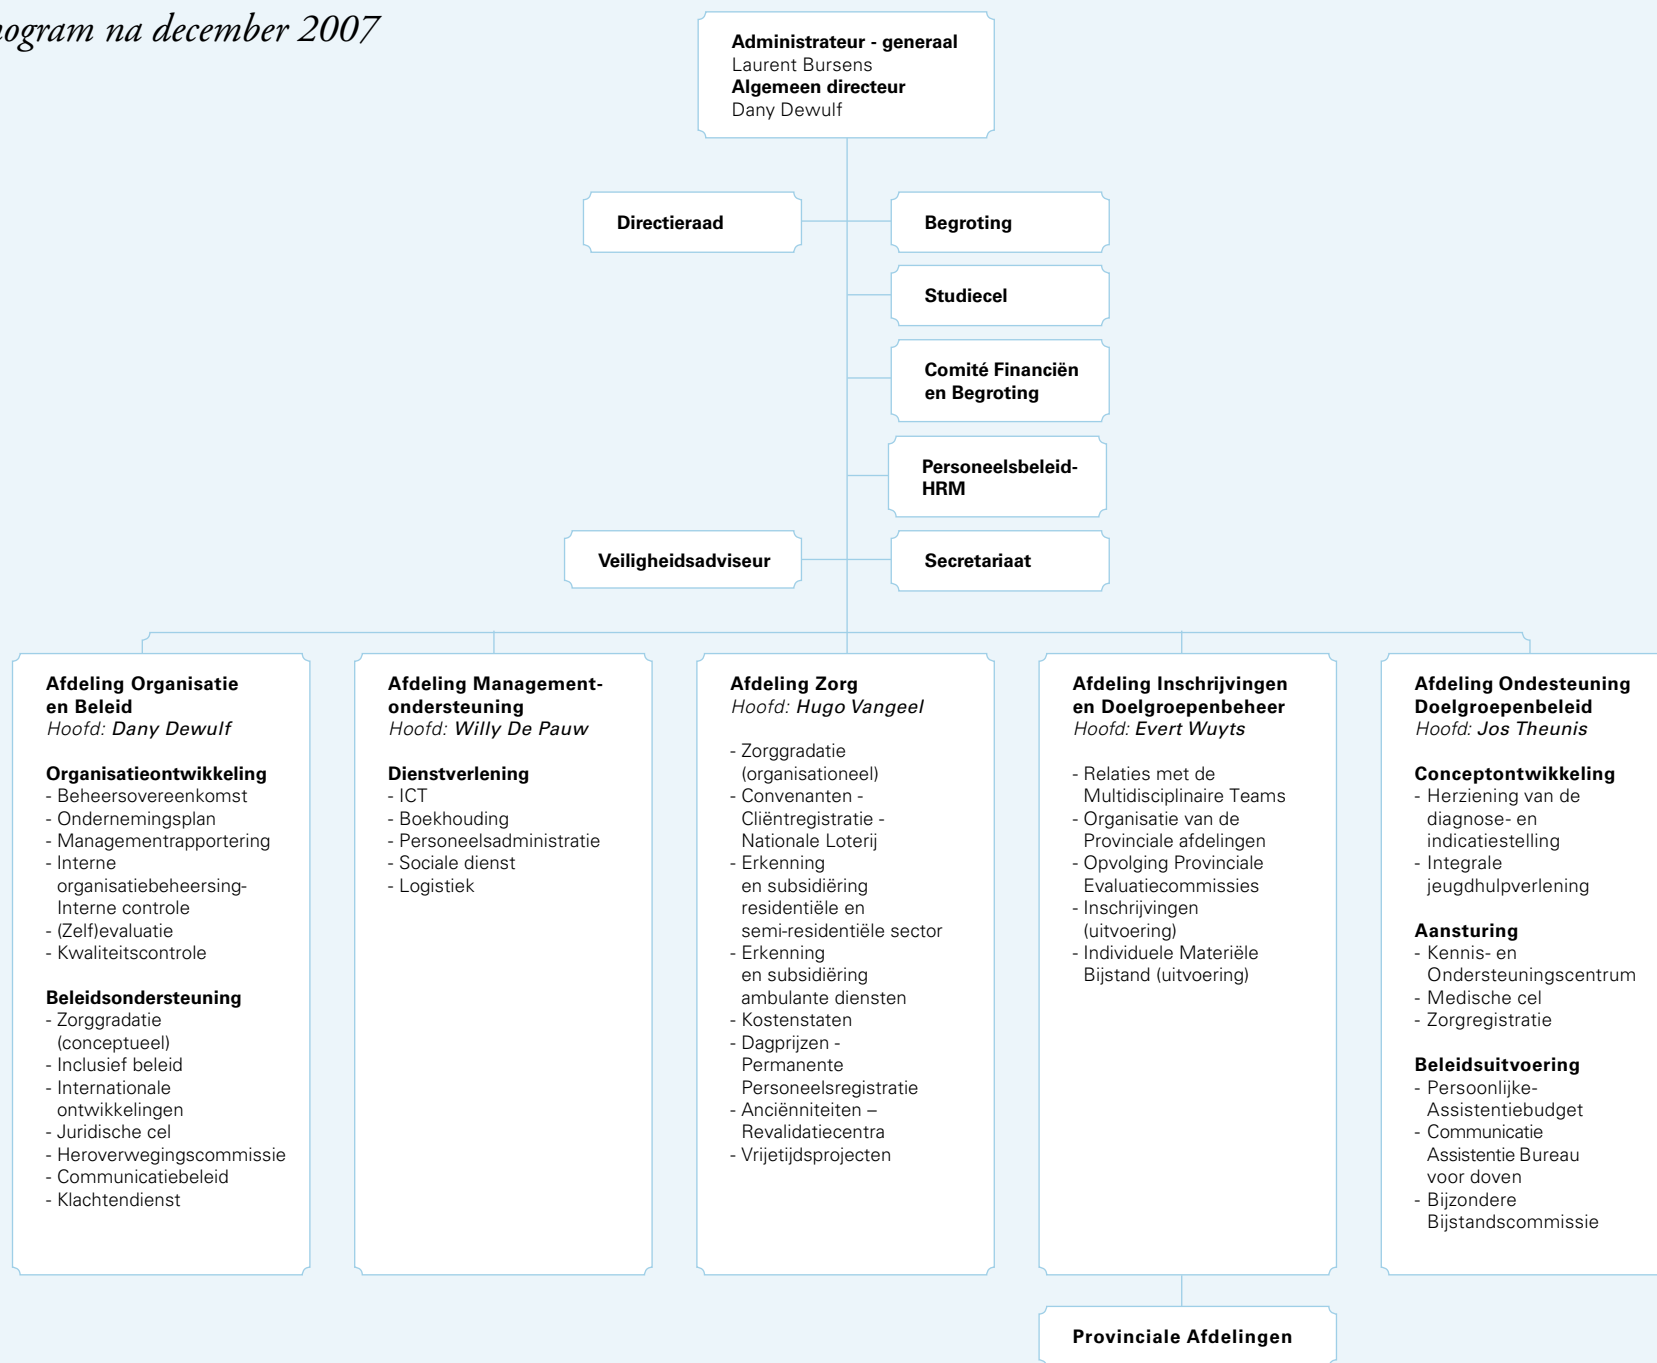 nogram na december 2007
Administrateur - generaal
Laurent Bursens
Algemeen directeur
Dany Dewulf
Directieraad
Begroting
Studiecel
Comité Financiën
en Begroting
Personeelsbeleid-
HRM
Veiligheidsadviseur
Secretariaat
Afdeling Organisatie
en Beleid
Hoofd: Dany Dewulf
Organisatieontwikkeling
- Beheersovereenkomst
- Ondernemingsplan
- Managementrapportering
- Interne
organisatiebeheersing-
Interne controle
- (Zelf)evaluatie
- Kwaliteitscontrole
Beleidsondersteuning
- Zorggradatie
(conceptueel)
- Inclusief beleid
- Internationale
ontwikkelingen
- Juridische cel
- Heroverwegingscommissie
- Communicatiebeleid
- Klachtendienst
Afdeling Management-
ondersteuning
Hoofd: Willy De Pauw
Dienstverlening
- ICT
- Boekhouding
- Personeelsadministratie
- Sociale dienst
- Logistiek
Afdeling Zorg
Hoofd: Hugo Vangeel
- Zorggradatie
(organisationeel)
- Convenanten -
Cliëntregistratie -
Nationale Loterij
- Erkenning
en subsidiëring
residentiële en
semi-residentiële sector
- Erkenning
en subsidiëring
ambulante diensten
- Kostenstaten
- Dagprijzen -
Permanente
Personeelsregistratie
- Anciënniteiten –
Revalidatiecentra
- Vrijetijdsprojecten
Afdeling Inschrijvingen
en Doelgroepenbeheer
Hoofd: Evert Wuyts
- Relaties met de
Multidisciplinaire Teams
- Organisatie van de
Provinciale afdelingen
- Opvolging Provinciale
Evaluatiecommissies
- Inschrijvingen
(uitvoering)
- Individuele Materiële
Bijstand (uitvoering)
Afdeling Ondesteuning
Doelgroepenbeleid
Hoofd: Jos Theunis
Conceptontwikkeling
- Herziening van de
diagnose- en
indicatiestelling
- Integrale
jeugdhulpverlening
Aansturing
- Kennis- en
Ondersteuningscentrum
- Medische cel
- Zorgregistratie
Beleidsuitvoering
- Persoonlijke-
Assistentiebudget
- Communicatie
Assistentie Bureau
voor doven
- Bijzondere
Bijstandscommissie
Provinciale Afdelingen